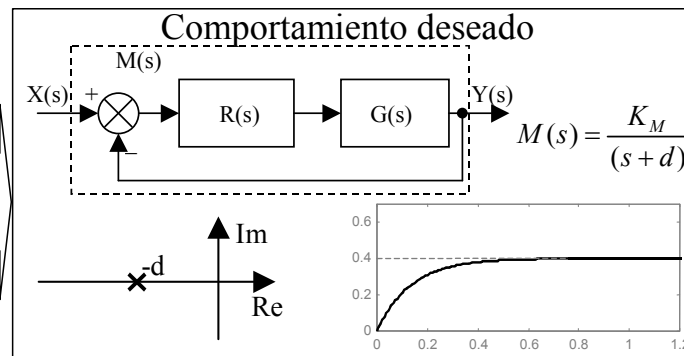 Comportamiento deseado
M(s)
X(s) + R(s) G(s) Y(s)
−
M(s) = K_M / (s + d)
Im
-d
Re
0.6
0.4
0.2
0
0 0.2 0.4 0.6 0.8 1 1.2